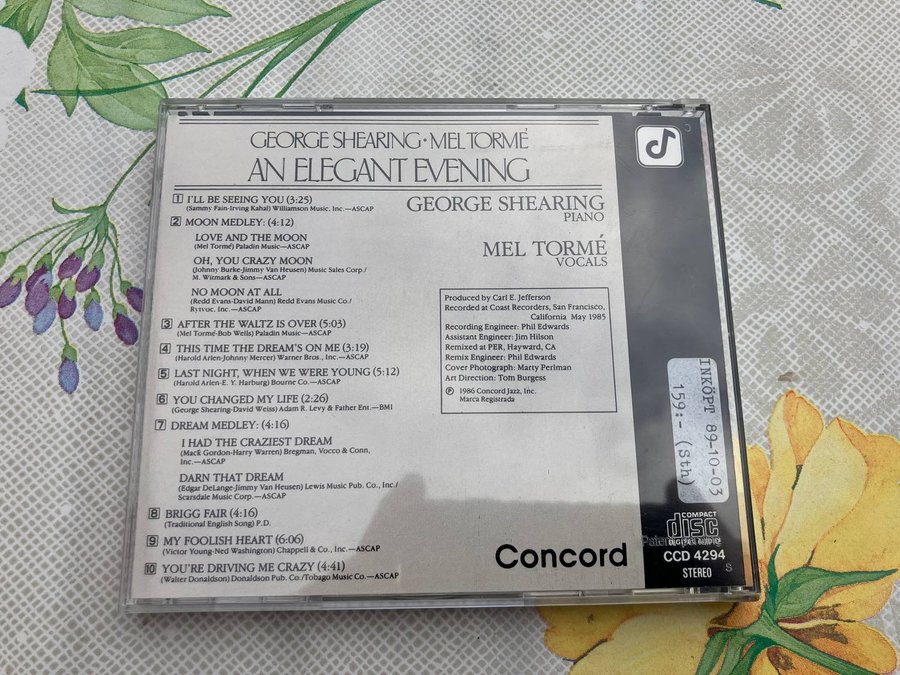 GEORGE SHEARING • MEL TORMÉ
AN ELEGANT EVENING
1 I'LL BE SEEING YOU (3:25)
(Sammy Fain-Irving Kahal) Williamson Music, Inc.—ASCAP
2 MOON MEDLEY: (4:12)
LOVE AND THE MOON
(Mel Tormé) Paladin Music—ASCAP
OH, YOU CRAZY MOON
(Johnny Burke-Jimmy Van Heusen) Music Sales Corp./
M. Witmark & Sons—ASCAP
NO MOON AT ALL
(Redd Evans-David Mann) Redd Evans Music Co./
Rytvoc, Inc.—ASCAP
3 AFTER THE WALTZ IS OVER (5:03)
(Mel Tormé-Bob Wells) Paladin Music—ASCAP
4 THIS TIME THE DREAM'S ON ME (3:19)
(Harold Arlen-Johnny Mercer) Warner Bros., Inc.—ASCAP
5 LAST NIGHT, WHEN WE WERE YOUNG (5:12)
(Harold Arlen-E. Y. Harburg) Bourne Co.—ASCAP
6 YOU CHANGED MY LIFE (2:26)
(George Shearing-David Weiss) Adam R. Levy & Father Ent.—BMI
7 DREAM MEDLEY: (4:16)
I HAD THE CRAZIEST DREAM
(Mack Gordon-Harry Warren) Bregman, Vocco & Conn,
Inc.—ASCAP
DARN THAT DREAM
(Edgar DeLange-Jimmy Van Heusen) Lewis Music Pub. Co., Inc./
Scarsdale Music Corp.—ASCAP
8 BRIGG FAIR (4:16)
(Traditional English Song) P.D.
9 MY FOOLISH HEART (6:06)
(Victor Young-Ned Washington) Chappell & Co., Inc.—ASCAP
10 YOU'RE DRIVING ME CRAZY (4:41)
(Walter Donaldson) Donaldson Pub. Co./Tobago Music Co.—ASCAP
GEORGE SHEARING
PIANO
MEL TORMÉ
VOCALS
Produced by Carl E. Jefferson
Recorded at Coast Recorders, San Francisco,
California May 1985
Recording Engineer: Phil Edwards
Assistant Engineer: Jim Hilson
Remixed at PER, Hayward, CA
Remix Engineer: Phil Edwards
Cover Photograph: Marty Perlman
Art Direction: Tom Burgess
℗ 1986 Concord Jazz, Inc.
Marca Registrada
Concord
INKÖPT 89-10-03
159:- (Sth)
COMPACT
disc
DIGITAL AUDIO
CCD 4294
STEREO
S